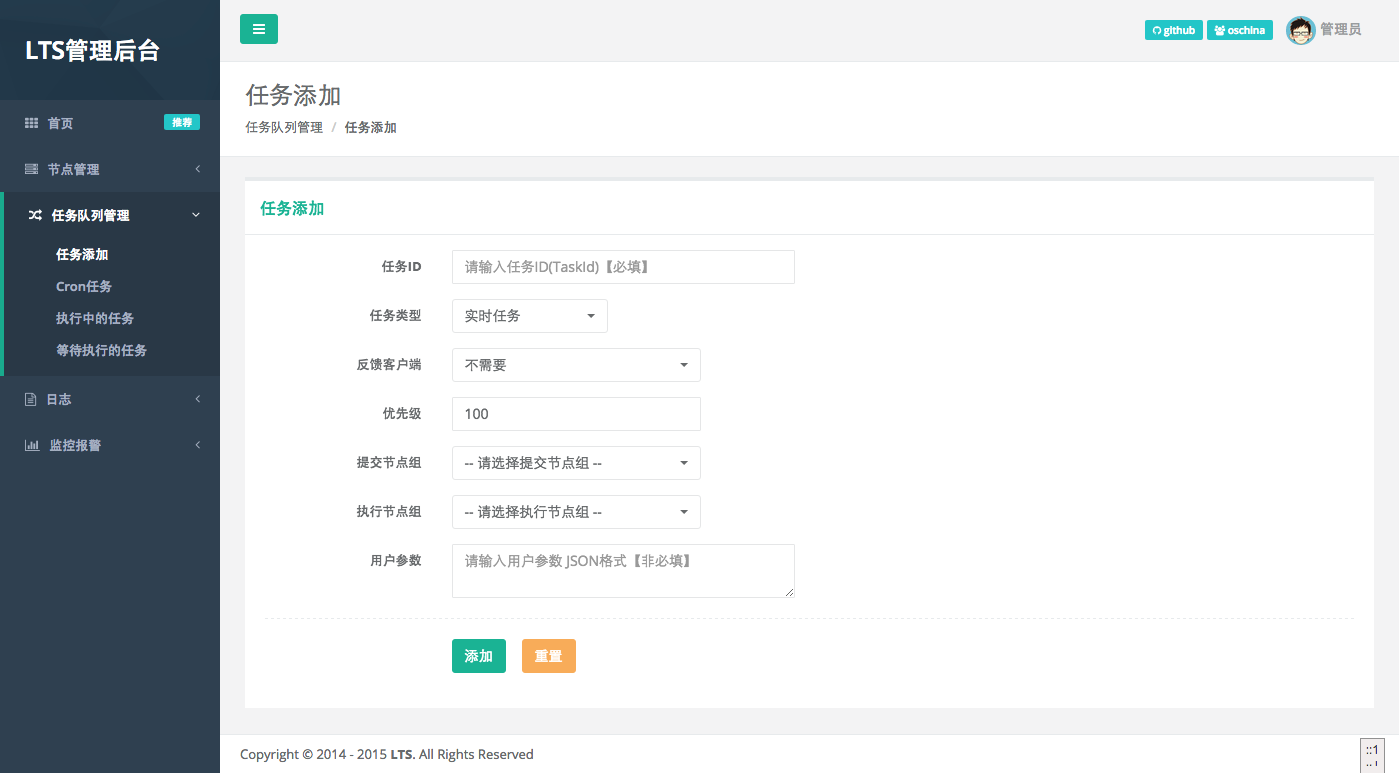 LTS管理后台
github
oschina
管理员
首页
推荐
节点管理
任务队列管理
任务添加
Cron任务
执行中的任务
等待执行的任务
日志
监控报警
任务添加
任务队列管理 / 任务添加
任务添加
任务ID 请输入任务ID(TaskId)【必填】
任务类型 实时任务
反馈客户端 不需要
优先级 100
提交节点组 -- 请选择提交节点组 --
执行节点组 -- 请选择执行节点组 --
用户参数 请输入用户参数 JSON格式【非必填】
添加 重置
Copyright © 2014 - 2015 LTS. All Rights Reserved
::1